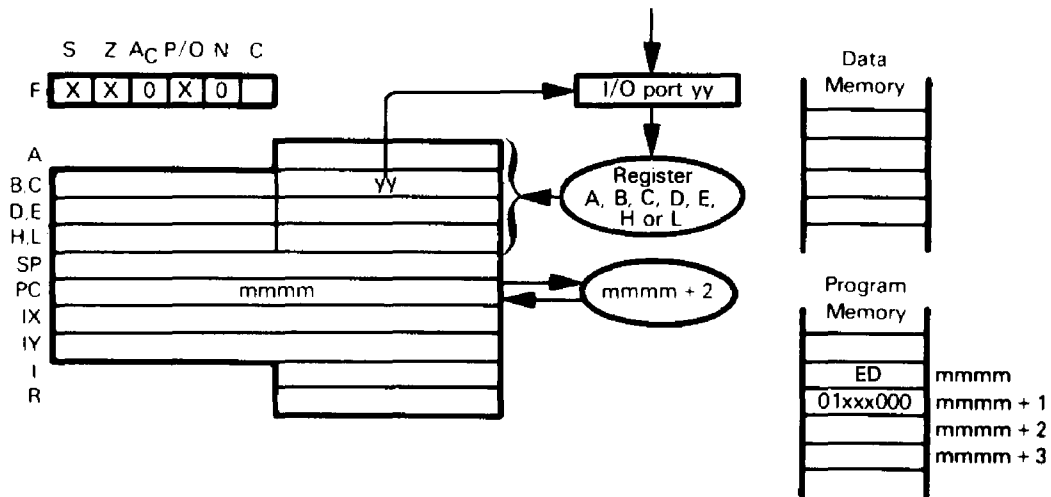 S Z AC P/O N C
F X X 0 X 0
I/O port yy
Data
Memory
A
B,C yy
D,E
H,L
SP
PC mmmm
IX
IY
I
R
Register
A, B, C, D, E,
H or L
mmmm + 2
Program
Memory
ED mmmm
01xxx000 mmmm + 1
mmmm + 2
mmmm + 3